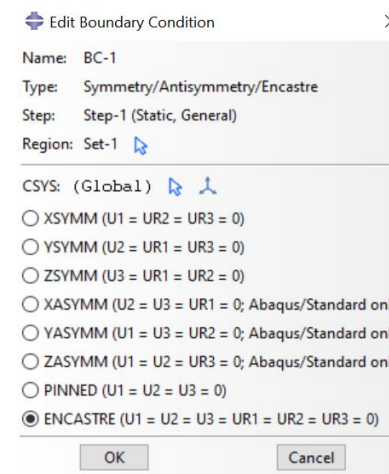 Edit Boundary Condition
Name: BC-1
Type: Symmetry/Antisymmetry/Encastre
Step: Step-1 (Static, General)
Region: Set-1
CSYS: (Global)
XSYMM (U1 = UR2 = UR3 = 0)
YSYMM (U2 = UR1 = UR3 = 0)
ZSYMM (U3 = UR1 = UR2 = 0)
XASYMM (U2 = U3 = UR1 = 0; Abaqus/Standard on
YASYMM (U1 = U3 = UR2 = 0; Abaqus/Standard on
ZASYMM (U1 = U2 = UR3 = 0; Abaqus/Standard on
PINNED (U1 = U2 = U3 = 0)
ENCASTRE (U1 = U2 = U3 = UR1 = UR2 = UR3 = 0)
OK Cancel